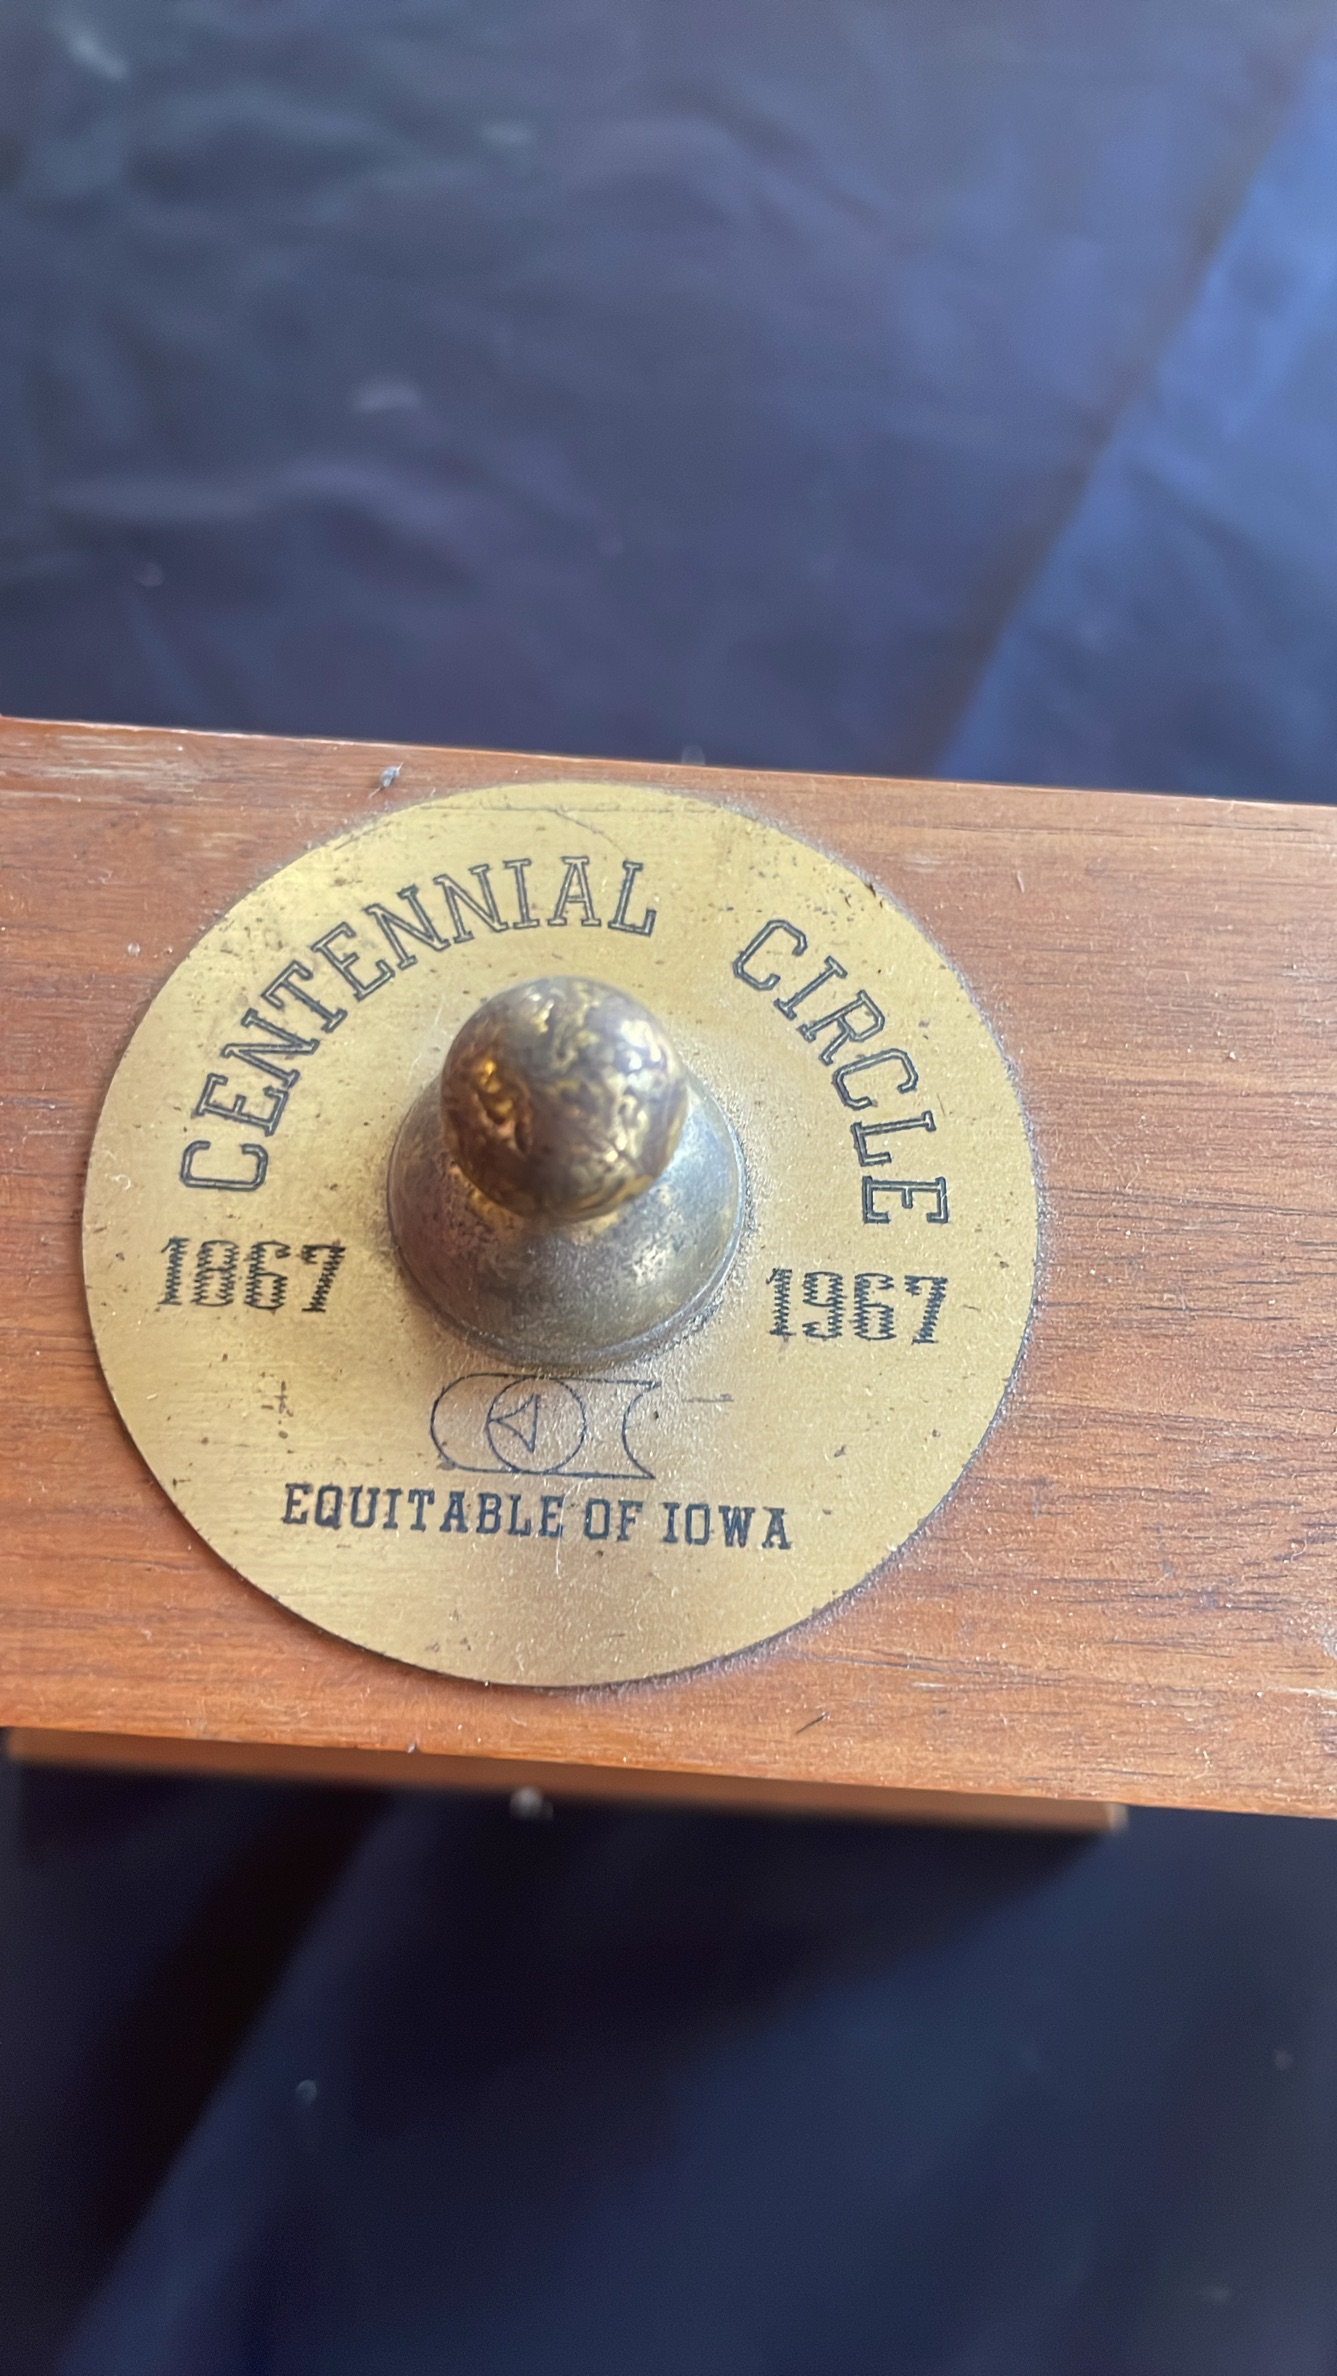 CENTENNIAL CIRCLE
1867 1967
EQUITABLE OF IOWA